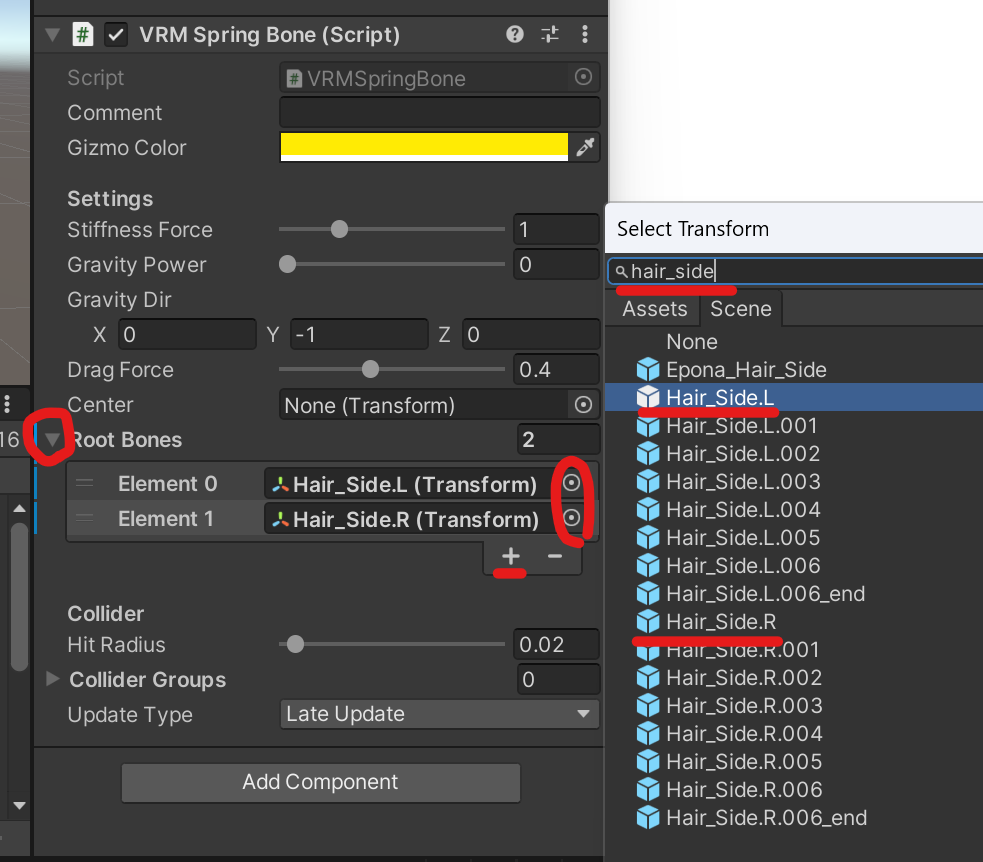 VRM Spring Bone (Script)
Script
VRMSpringBone
Comment
Gizmo Color
Settings
Stiffness Force
1
Gravity Power
0
Gravity Dir
X 0 Y -1 Z 0
Drag Force
0.4
Center
None (Transform)
16
Root Bones
2
Element 0
Hair_Side.L (Transform)
Element 1
Hair_Side.R (Transform)
+ −
Collider
Hit Radius
0.02
Collider Groups
0
Update Type
Late Update
Add Component
Select Transform
hair_side
Assets Scene
None
Epona_Hair_Side
Hair_Side.L
Hair_Side.L.001
Hair_Side.L.002
Hair_Side.L.003
Hair_Side.L.004
Hair_Side.L.005
Hair_Side.L.006
Hair_Side.L.006_end
Hair_Side.R
Hair_Side.R.001
Hair_Side.R.002
Hair_Side.R.003
Hair_Side.R.004
Hair_Side.R.005
Hair_Side.R.006
Hair_Side.R.006_end